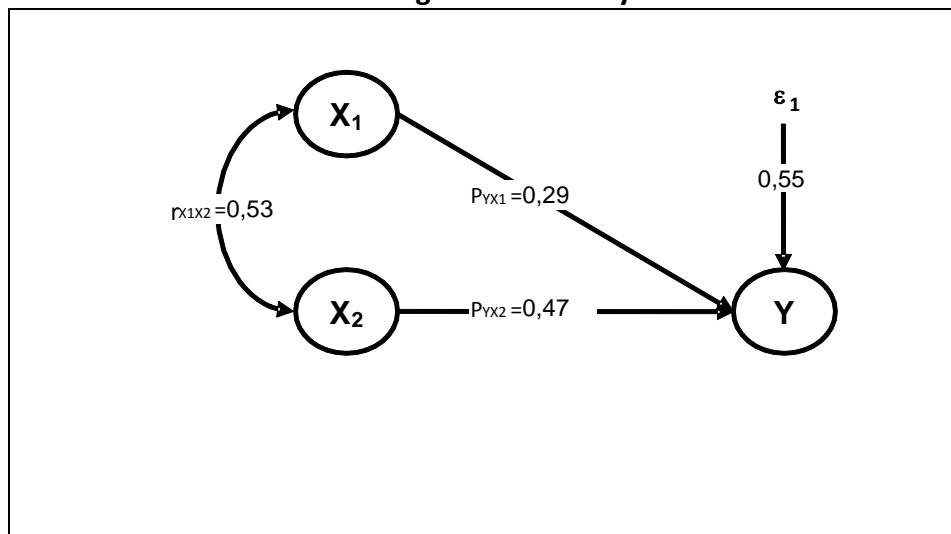 X1
ε1
PYX1 =0,29
0,55
rX1X2 =0,53
X2
PYX2 =0,47
Y